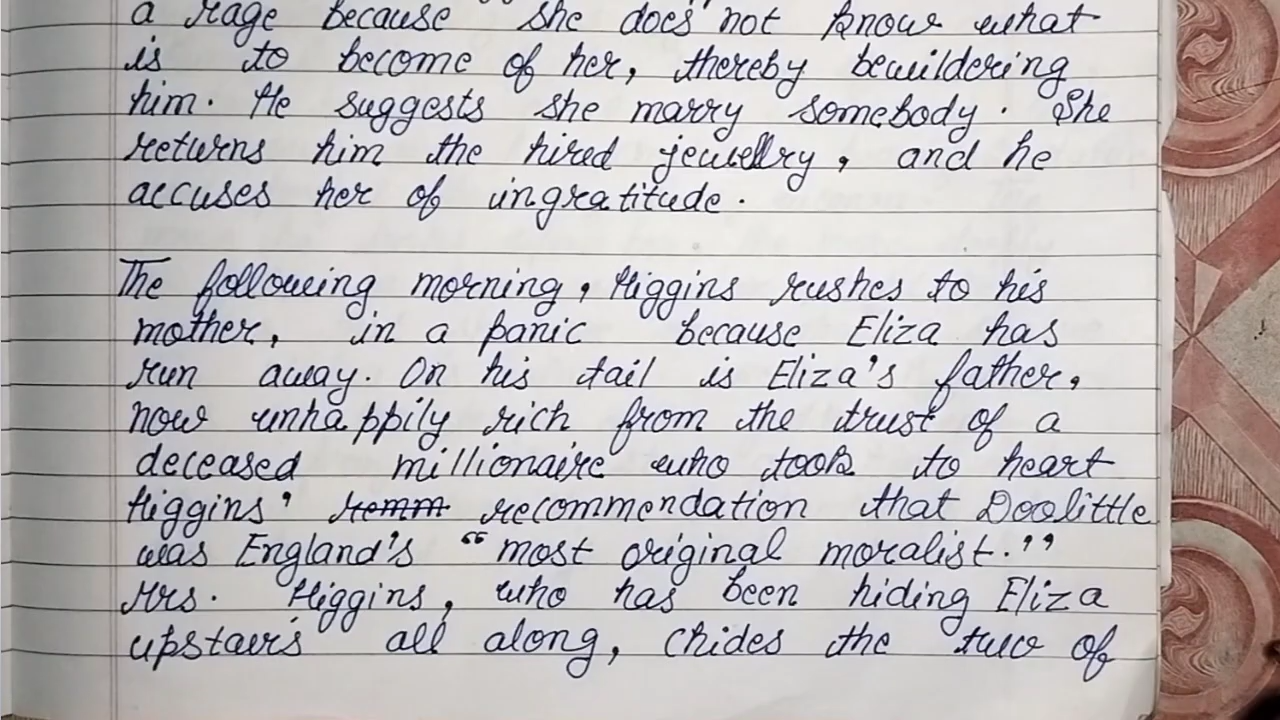 a rage because "she does" not know what
is to become of her, thereby bewildering
him. He suggests she marry somebody. She
returns him the hired jewellry, and he
accuses her of ingratitude.
The following morning, Higgins rushes to his
mother, in a panic because Eliza has
run away. On his tail is Eliza's father,
now unhappily rich from the trust of a
deceased millionaire who took to heart
Higgins' remm recommendation that Doolittle
was England's "most original moralist."
Mrs. Higgins, who has been hiding Eliza
upstairs all along, chides the two of